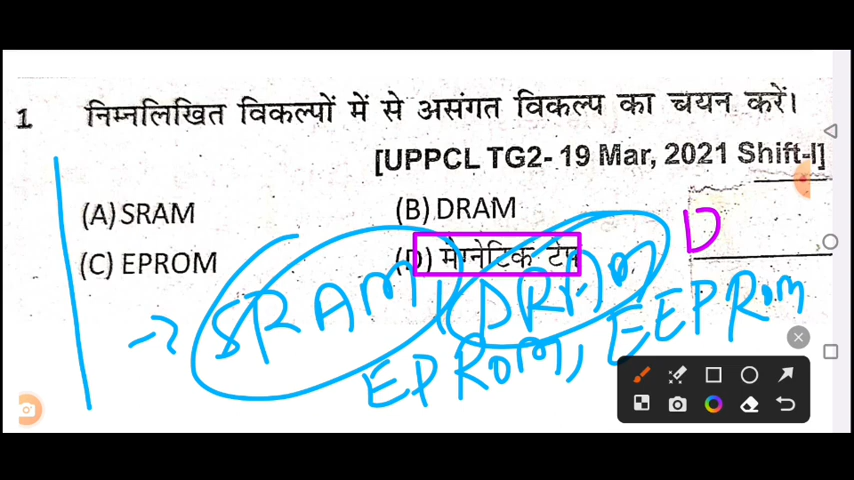 1 निम्नलिखित विकल्पों में से असंगत विकल्प का चयन करें।
[UPPCL TG2- 19 Mar, 2021 Shift-I]
(A) SRAM (B) DRAM
(C) EPROM (D) मैग्नेटिक टेप
D
SRAM, DRAM
EPROM, EEPROM